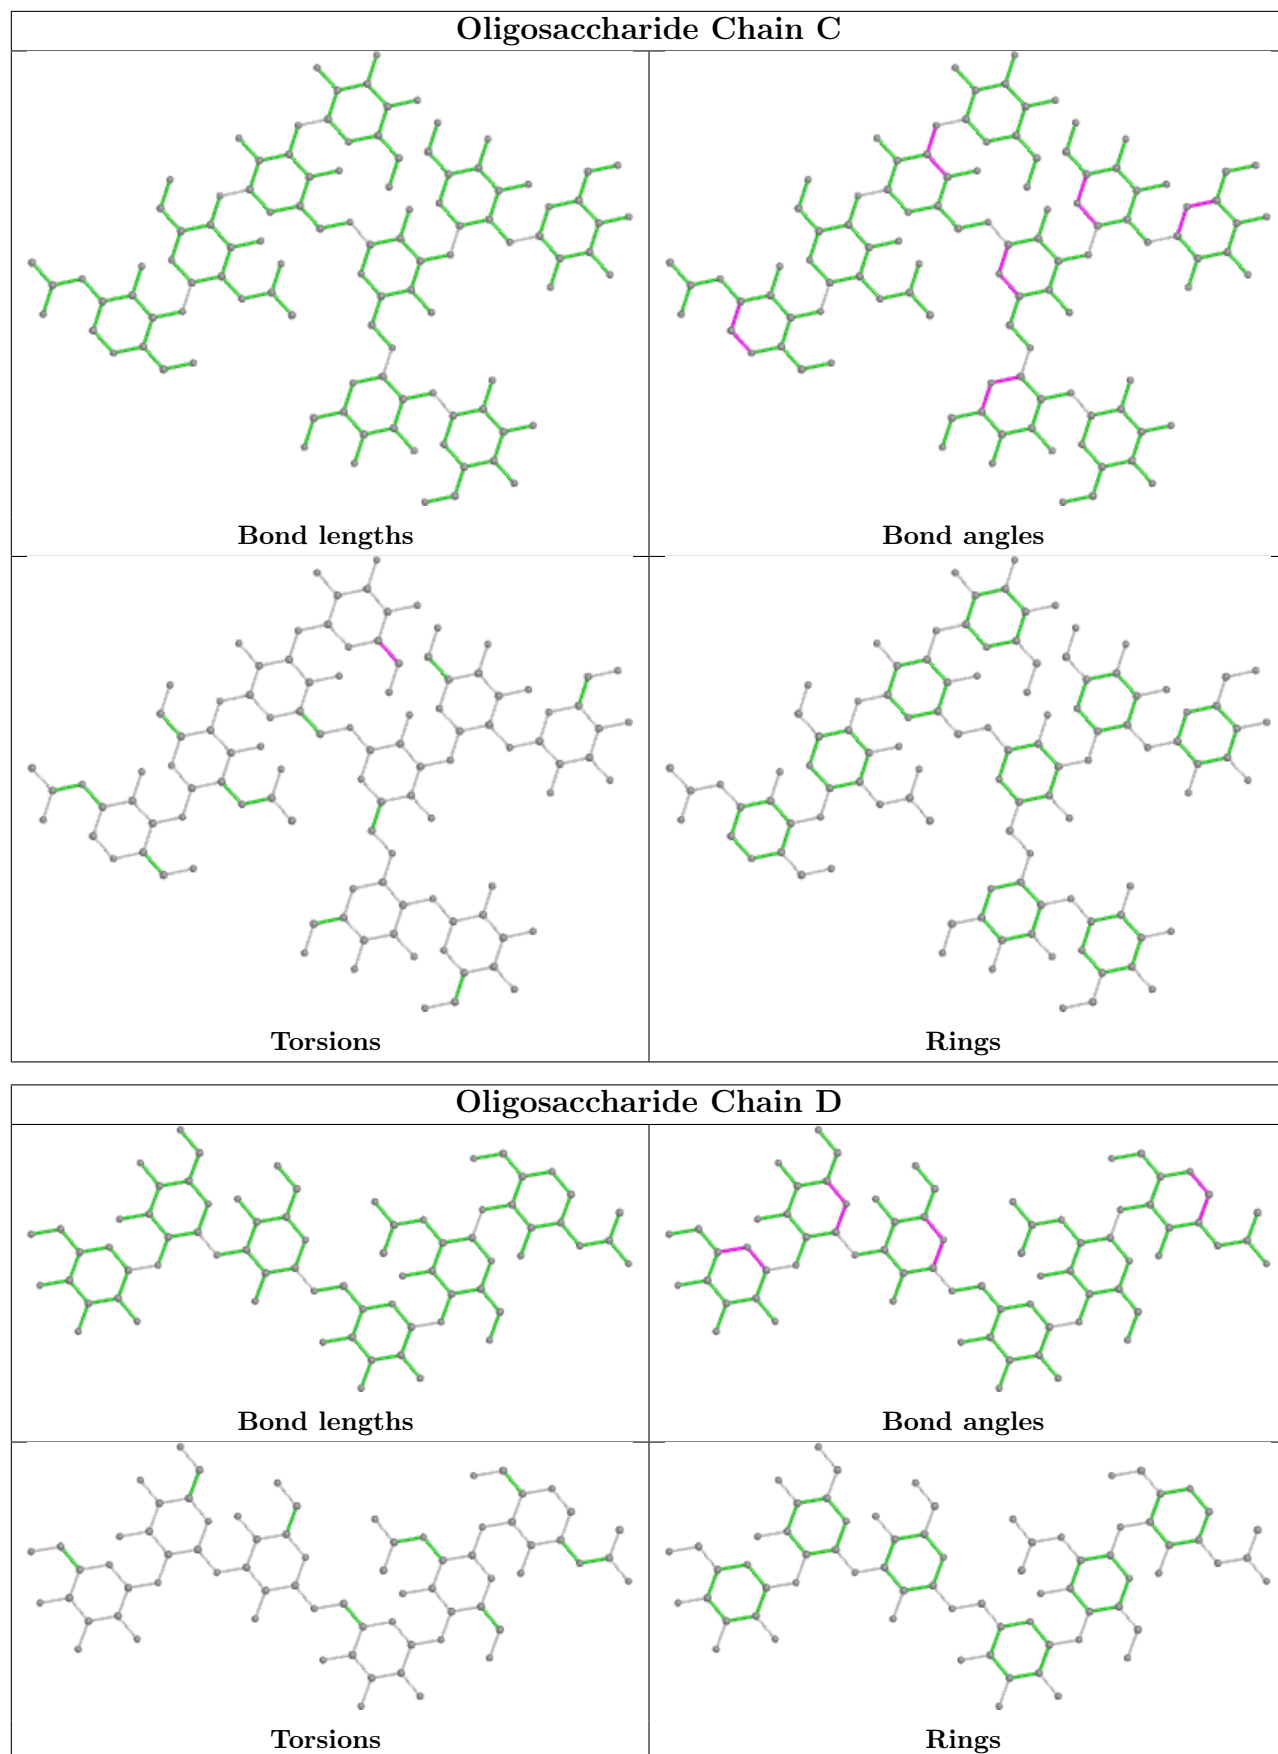 Oligosaccharide Chain C
Bond lengths
Bond angles
Torsions
Rings
Oligosaccharide Chain D
Bond lengths
Bond angles
Torsions
Rings